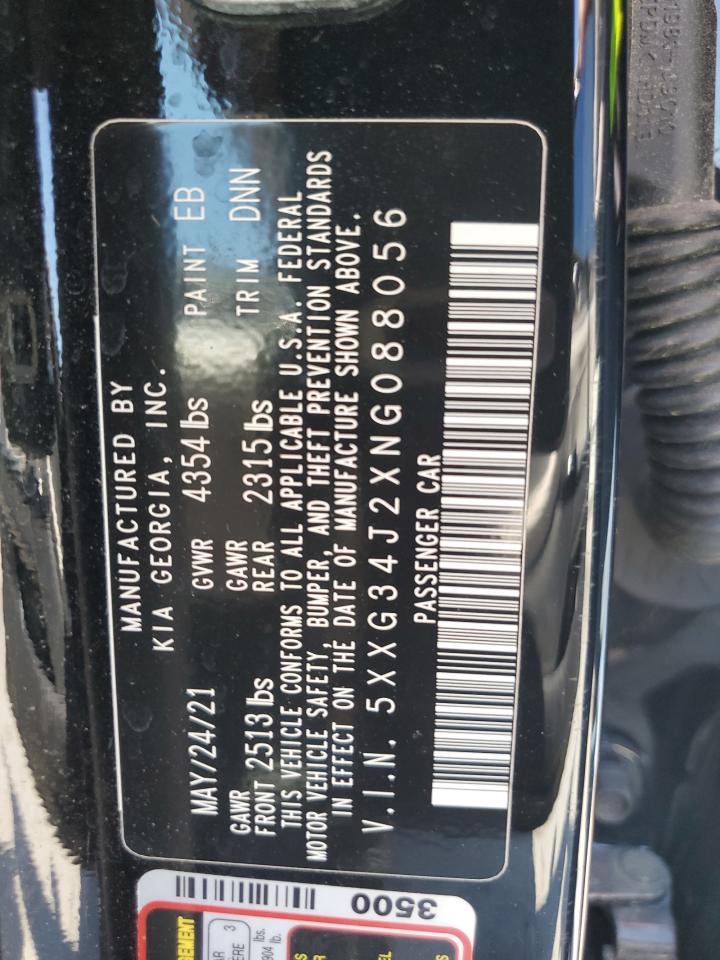 MANUFACTURED BY
KIA GEORGIA, INC.
MAY/24/21 GVWR 4354 lbs PAINT EB
GAWR FRONT 2513 lbs GAWR REAR 2315 lbs TRIM DNN
THIS VEHICLE CONFORMS TO ALL APPLICABLE U.S.A. FEDERAL
MOTOR VEHICLE SAFETY, BUMPER, AND THEFT PREVENTION STANDARDS
IN EFFECT ON THE DATE OF MANUFACTURE SHOWN ABOVE.
V.I.N. 5XXG34J2XNG088056
PASSENGER CAR
3500